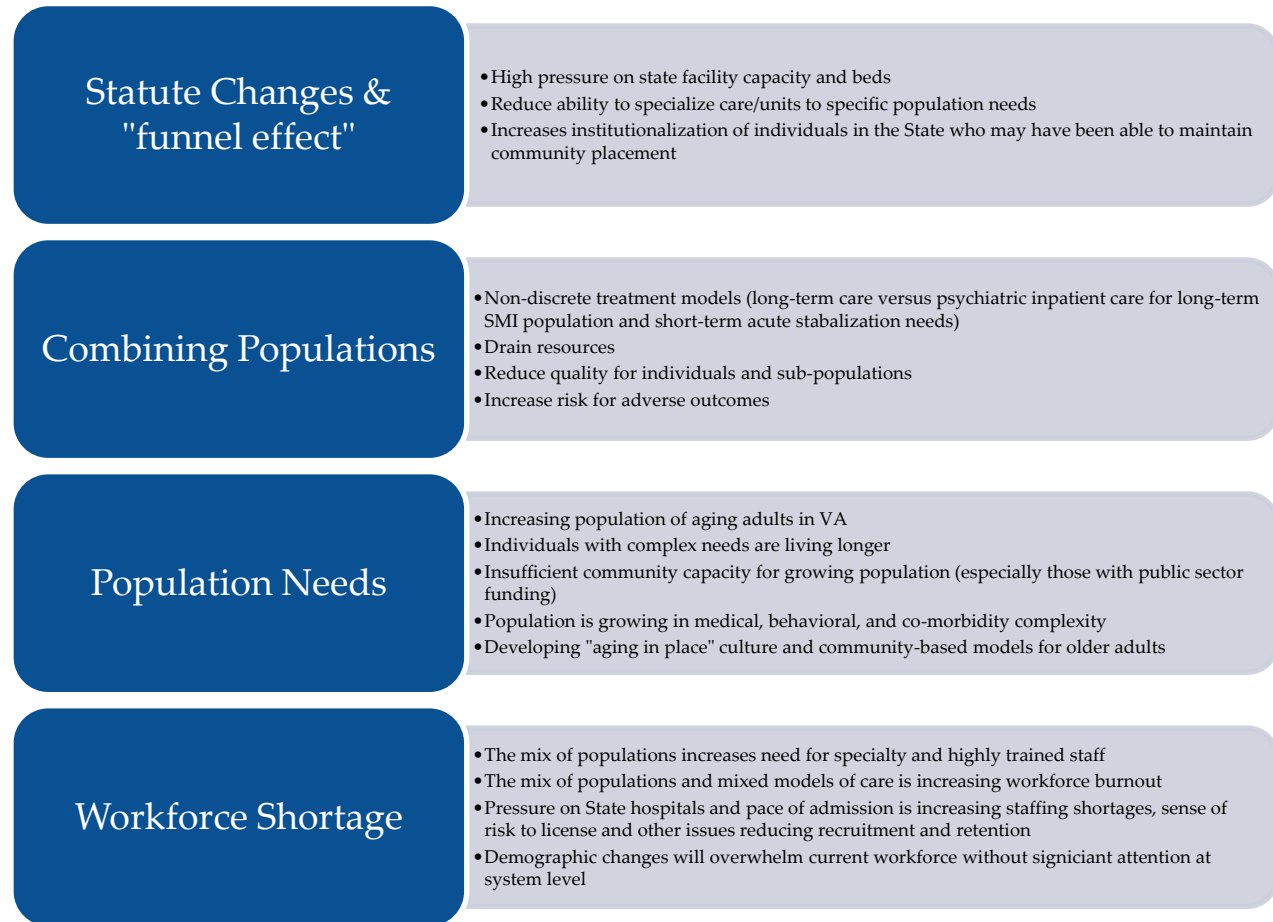 Statute Changes &
"funnel effect"
•High pressure on state facility capacity and beds
•Reduce ability to specialize care/units to specific population needs
•Increases institutionalization of individuals in the State who may have been able to maintain
community placement
Combining Populations
•Non-discrete treatment models (long-term care versus psychiatric inpatient care for long-term
SMI population and short-term acute stabalization needs)
•Drain resources
•Reduce quality for individuals and sub-populations
•Increase risk for adverse outcomes
Population Needs
•Increasing population of aging adults in VA
•Individuals with complex needs are living longer
•Insufficient community capacity for growing population (especially those with public sector
funding)
•Population is growing in medical, behavioral, and co-morbidity complexity
•Developing "aging in place" culture and community-based models for older adults
Workforce Shortage
•The mix of populations increases need for specialty and highly trained staff
•The mix of populations and mixed models of care is increasing workforce burnout
•Pressure on State hospitals and pace of admission is increasing staffing shortages, sense of
risk to license and other issues reducing recruitment and retention
•Demographic changes will overwhelm current workforce without signiciant attention at
system level